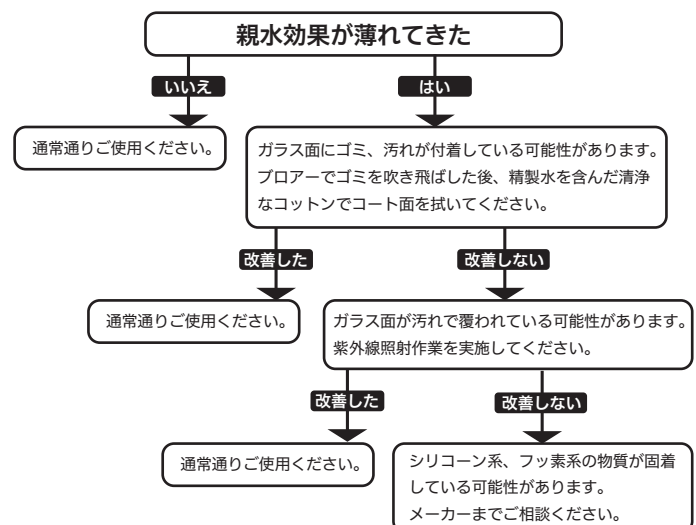 親水効果が薄れてきた
いいえ
はい
通常通りご使用ください。
ガラス面にゴミ、汚れが付着している可能性があります。
ブロアーでゴミを吹き飛ばした後、精製水を含んだ清浄
なコットンでコート面を拭いてください。
改善した
改善しない
通常通りご使用ください。
ガラス面が汚れで覆われている可能性があります。
紫外線照射作業を実施してください。
改善した
改善しない
通常通りご使用ください。
シリコーン系、フッ素系の物質が固着
している可能性があります。
メーカーまでご相談ください。